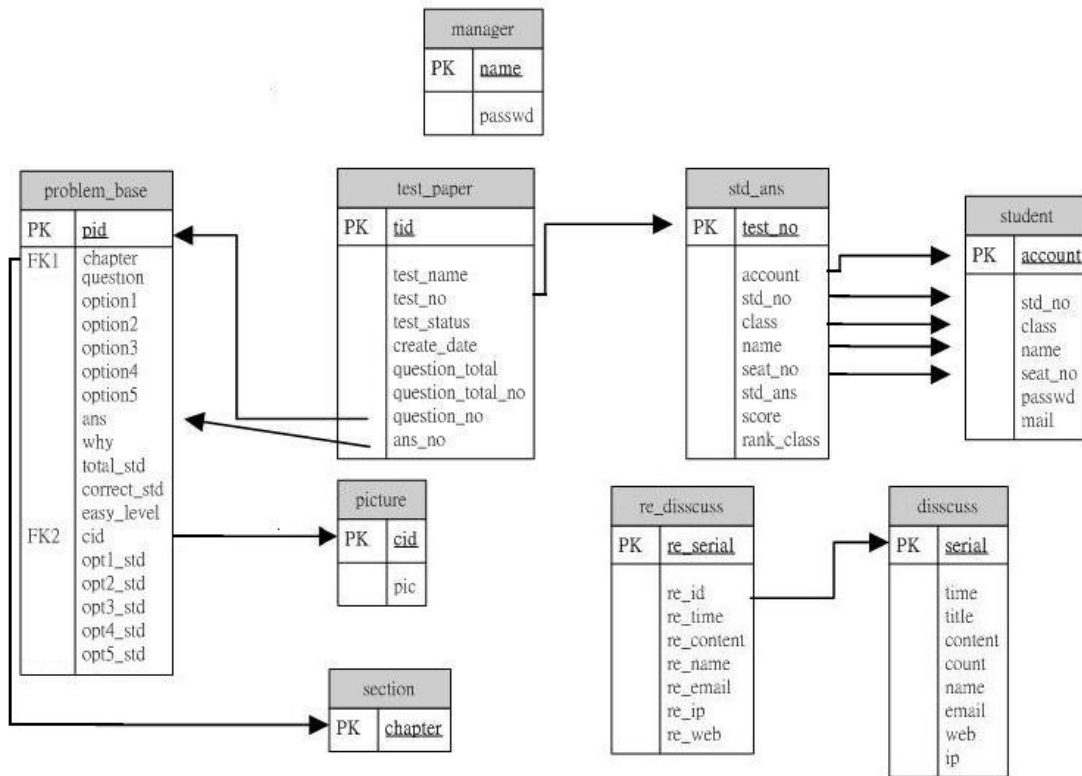 manager
PK name
passwd
problem_base
PK pid
FK1 chapter
question
option1
option2
option3
option4
option5
ans
why
total_std
correct_std
easy_level
FK2 cid
opt1_std
opt2_std
opt3_std
opt4_std
opt5_std
test_paper
PK tid
test_name
test_no
test_status
create_date
question_total
question_total_no
question_no
ans_no
std_ans
PK test_no
account
std_no
class
name
seat_no
std_ans
score
rank_class
student
PK account
std_no
class
name
seat_no
passwd
mail
picture
PK cid
pic
section
PK chapter
re_disscuss
PK re_serial
re_id
re_time
re_content
re_name
re_email
re_ip
re_web
disscuss
PK serial
time
title
content
count
name
email
web
ip